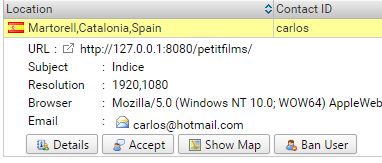 Location Contact ID
Martorell,Catalonia,Spain carlos
URL : http://127.0.0.1:8080/petitfilms/
Subject : Indice
Resolution : 1920,1080
Browser : Mozilla/5.0 (Windows NT 10.0; WOW64) AppleWeb
Email : carlos@hotmail.com
Details Accept Show Map Ban User